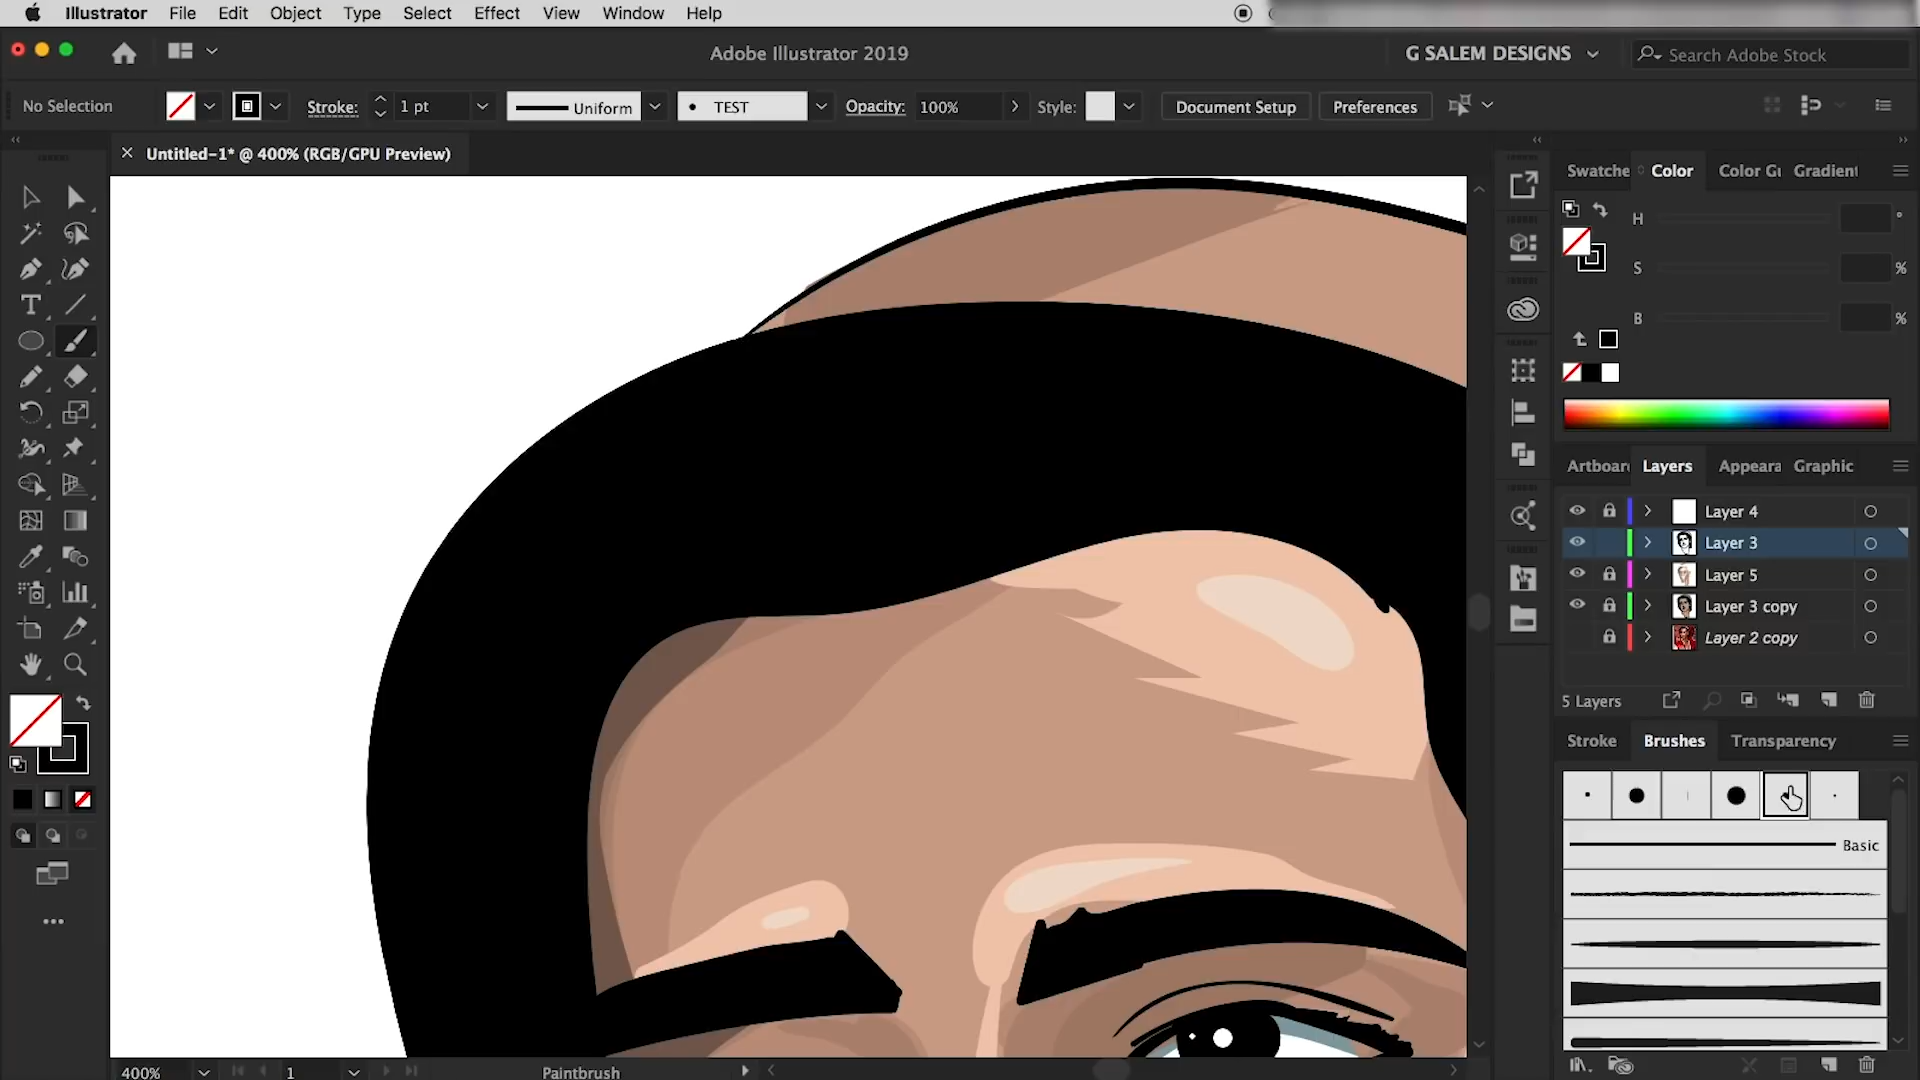 Illustrator File Edit Object Type Select Effect View Window Help
Adobe Illustrator 2019
G SALEM DESIGNS
Search Adobe Stock
No Selection
Stroke: 1 pt
Uniform
TEST
Opacity: 100%
Style:
Document Setup
Preferences
Untitled-1* @ 400% (RGB/GPU Preview)
Swatche Color Color Gu Gradient
H °
S %
B %
Artboar Layers Appeara Graphic
Layer 4
Layer 3
Layer 5
Layer 3 copy
Layer 2 copy
5 Layers
Stroke Brushes Transparency
Basic
400%
1
Paintbrush